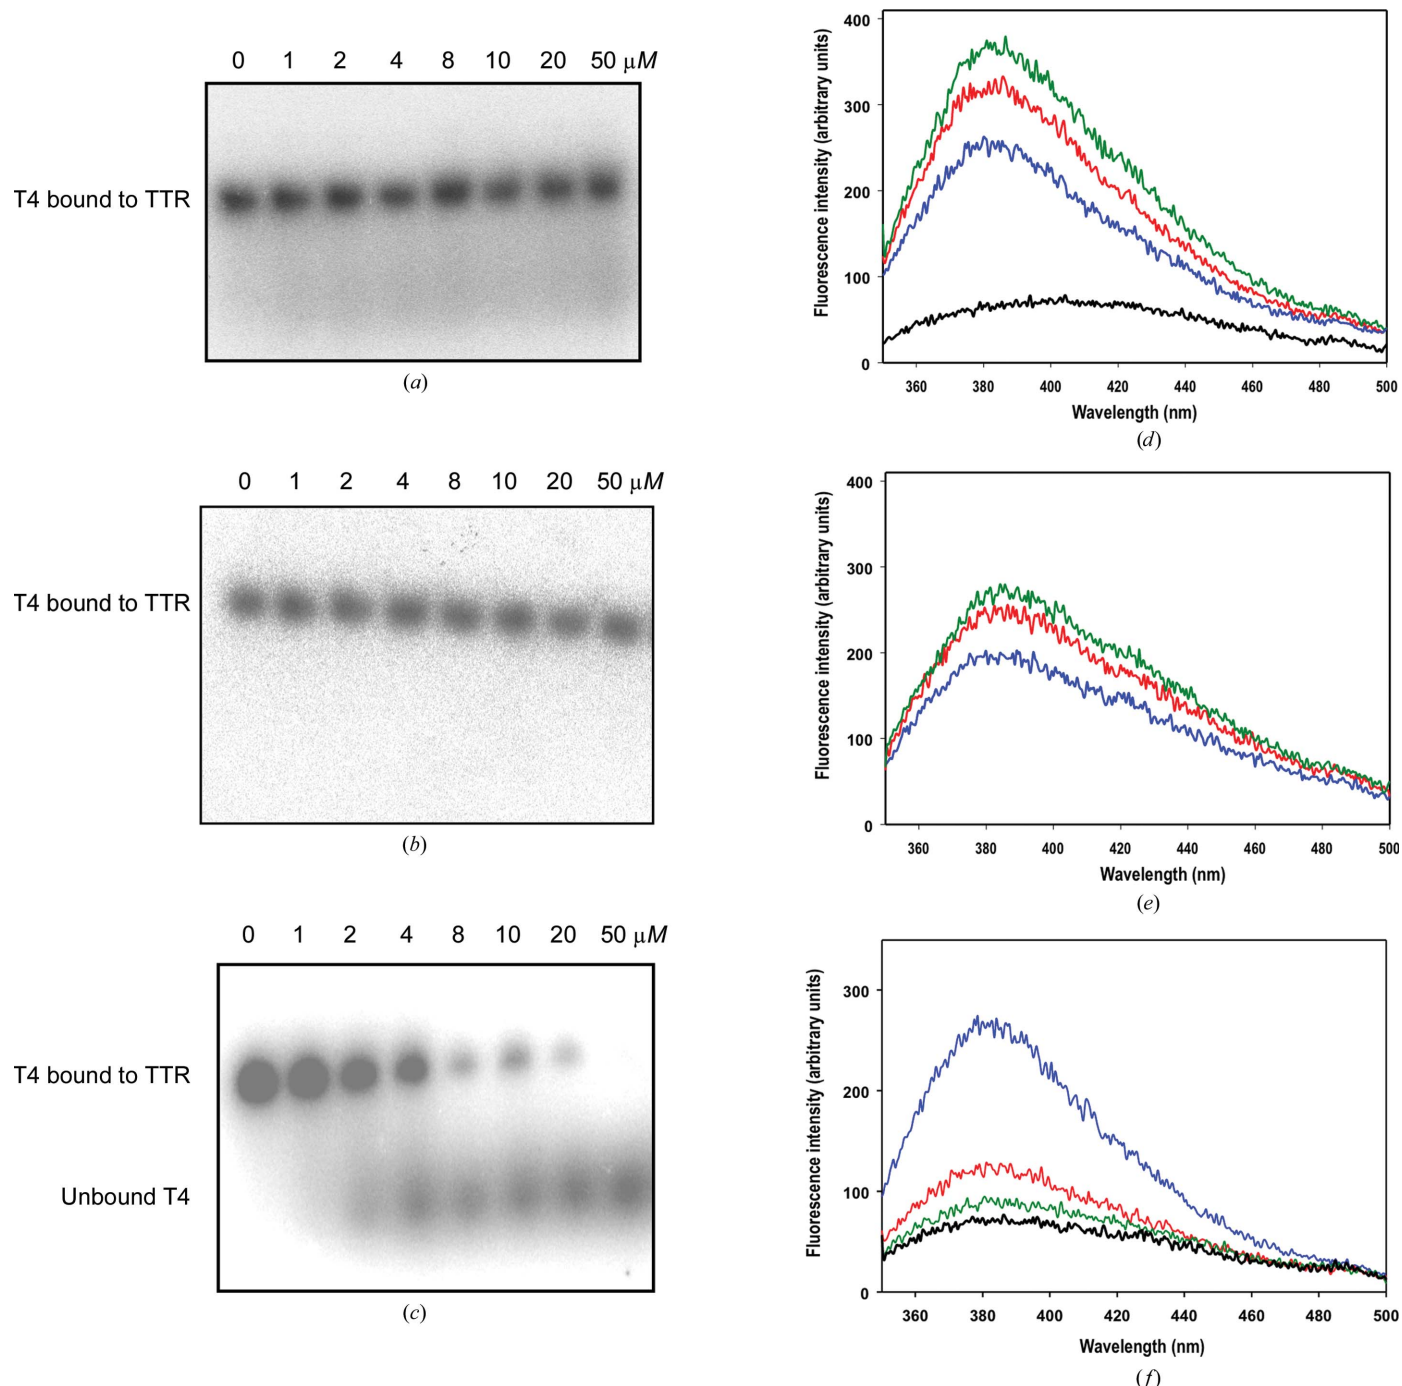 0 1 2 4 8 10 20 50 μM
T4 bound to TTR
(a)
0 1 2 4 8 10 20 50 μM
T4 bound to TTR
(b)
0 1 2 4 8 10 20 50 μM
T4 bound to TTR
Unbound T4
(c)
Fluorescence intensity (arbitrary units)
400
300
200
100
0
360 380 400 420 440 460 480 500
Wavelength (nm)
(d)
Fluorescence intensity (arbitrary units)
400
300
200
100
0
360 380 400 420 440 460 480 500
Wavelength (nm)
(e)
Fluorescence intensity (arbitrary units)
300
200
100
0
360 380 400 420 440 460 480 500
Wavelength (nm)
(f)